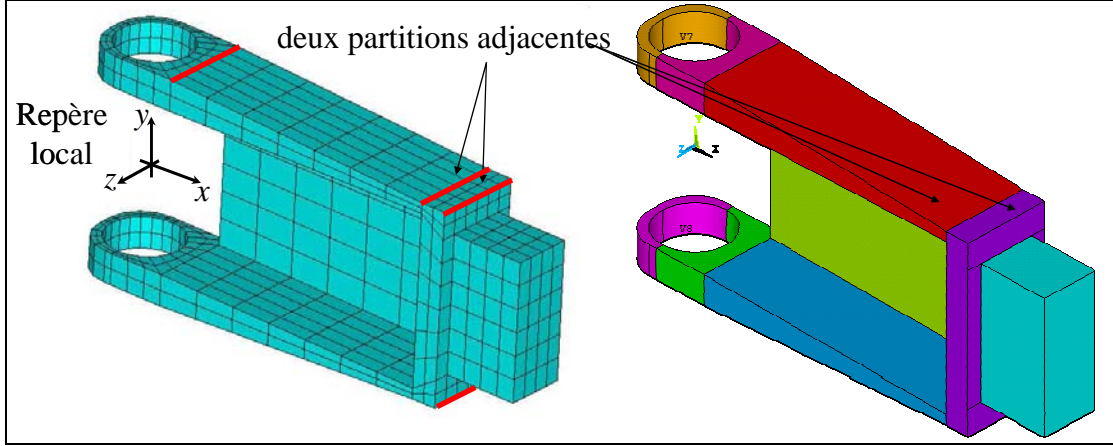 deux partitions adjacentes
Repère
local
y
z
x
V7
Y
Z
X
V8